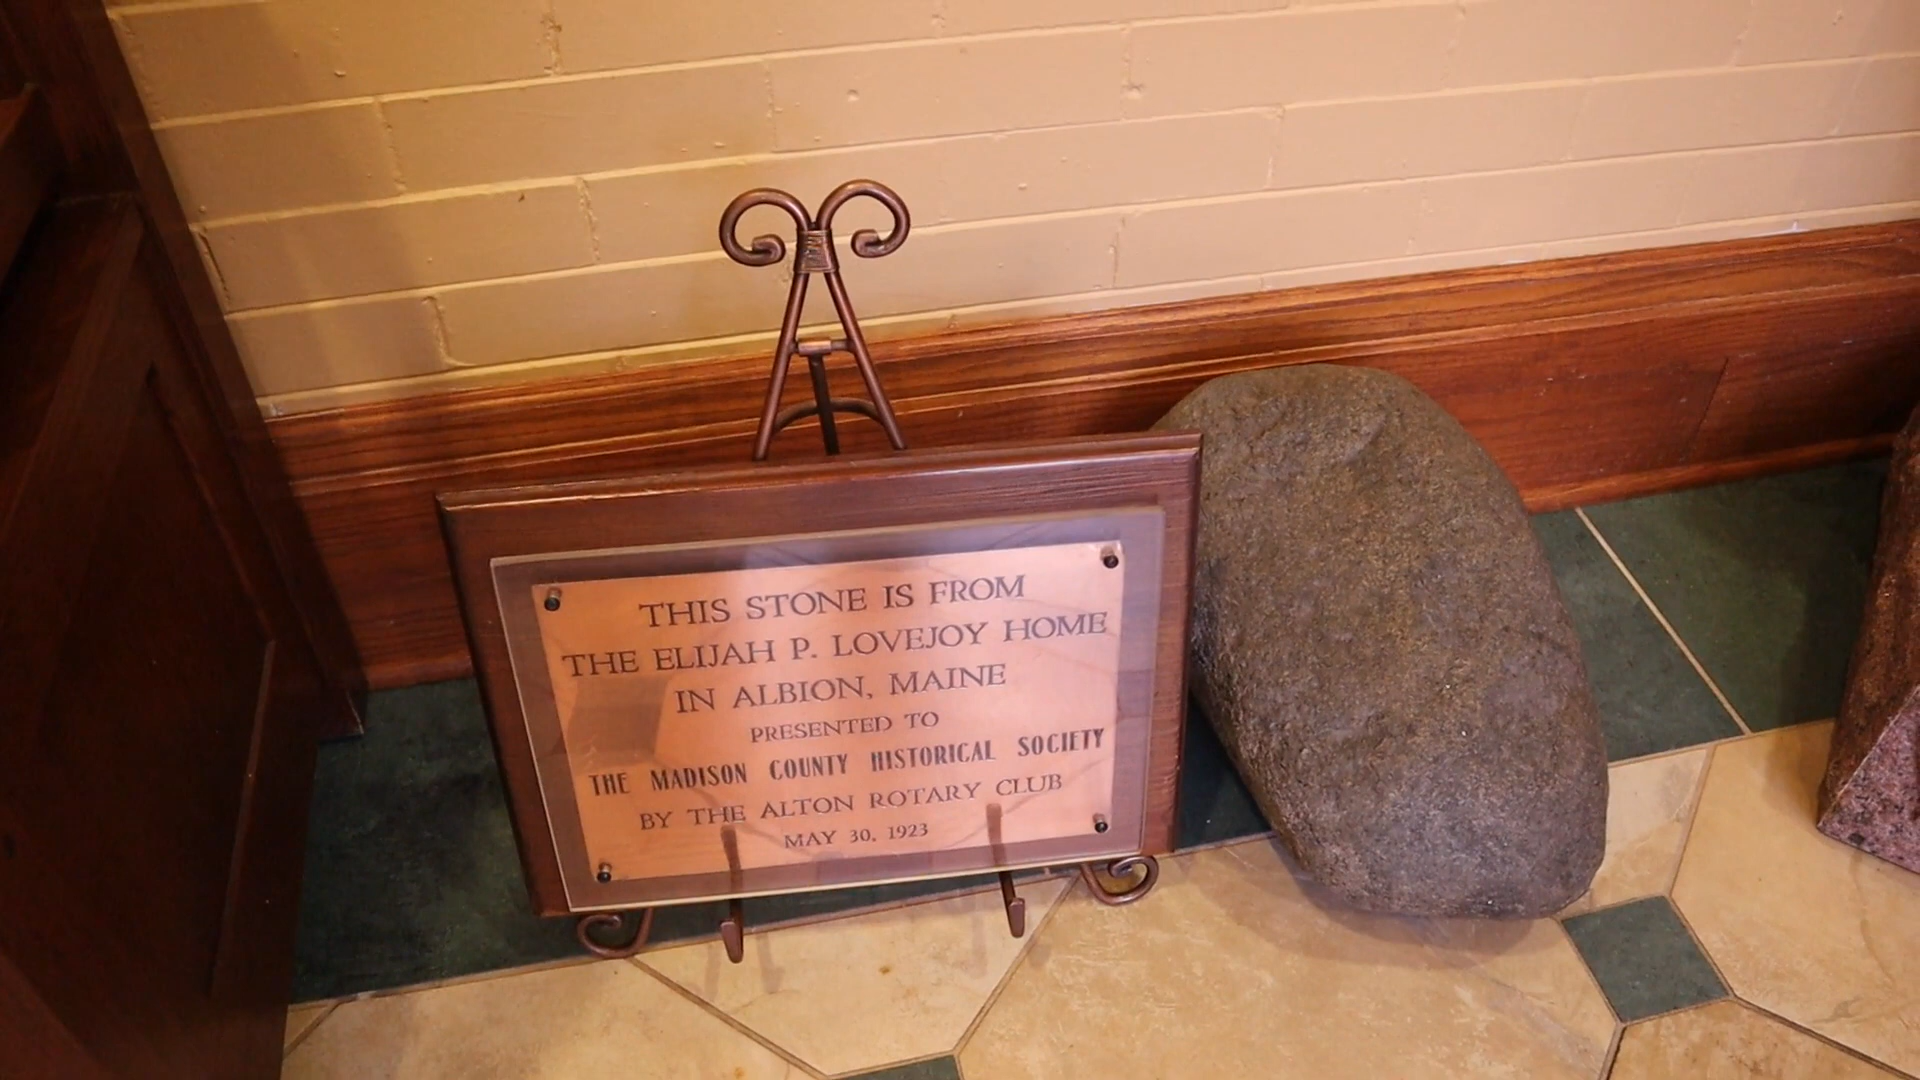 THIS STONE IS FROM
THE ELIJAH P. LOVEJOY HOME
IN ALBION, MAINE
PRESENTED TO
THE MADISON COUNTY HISTORICAL SOCIETY
BY THE ALTON ROTARY CLUB
MAY 30, 1923